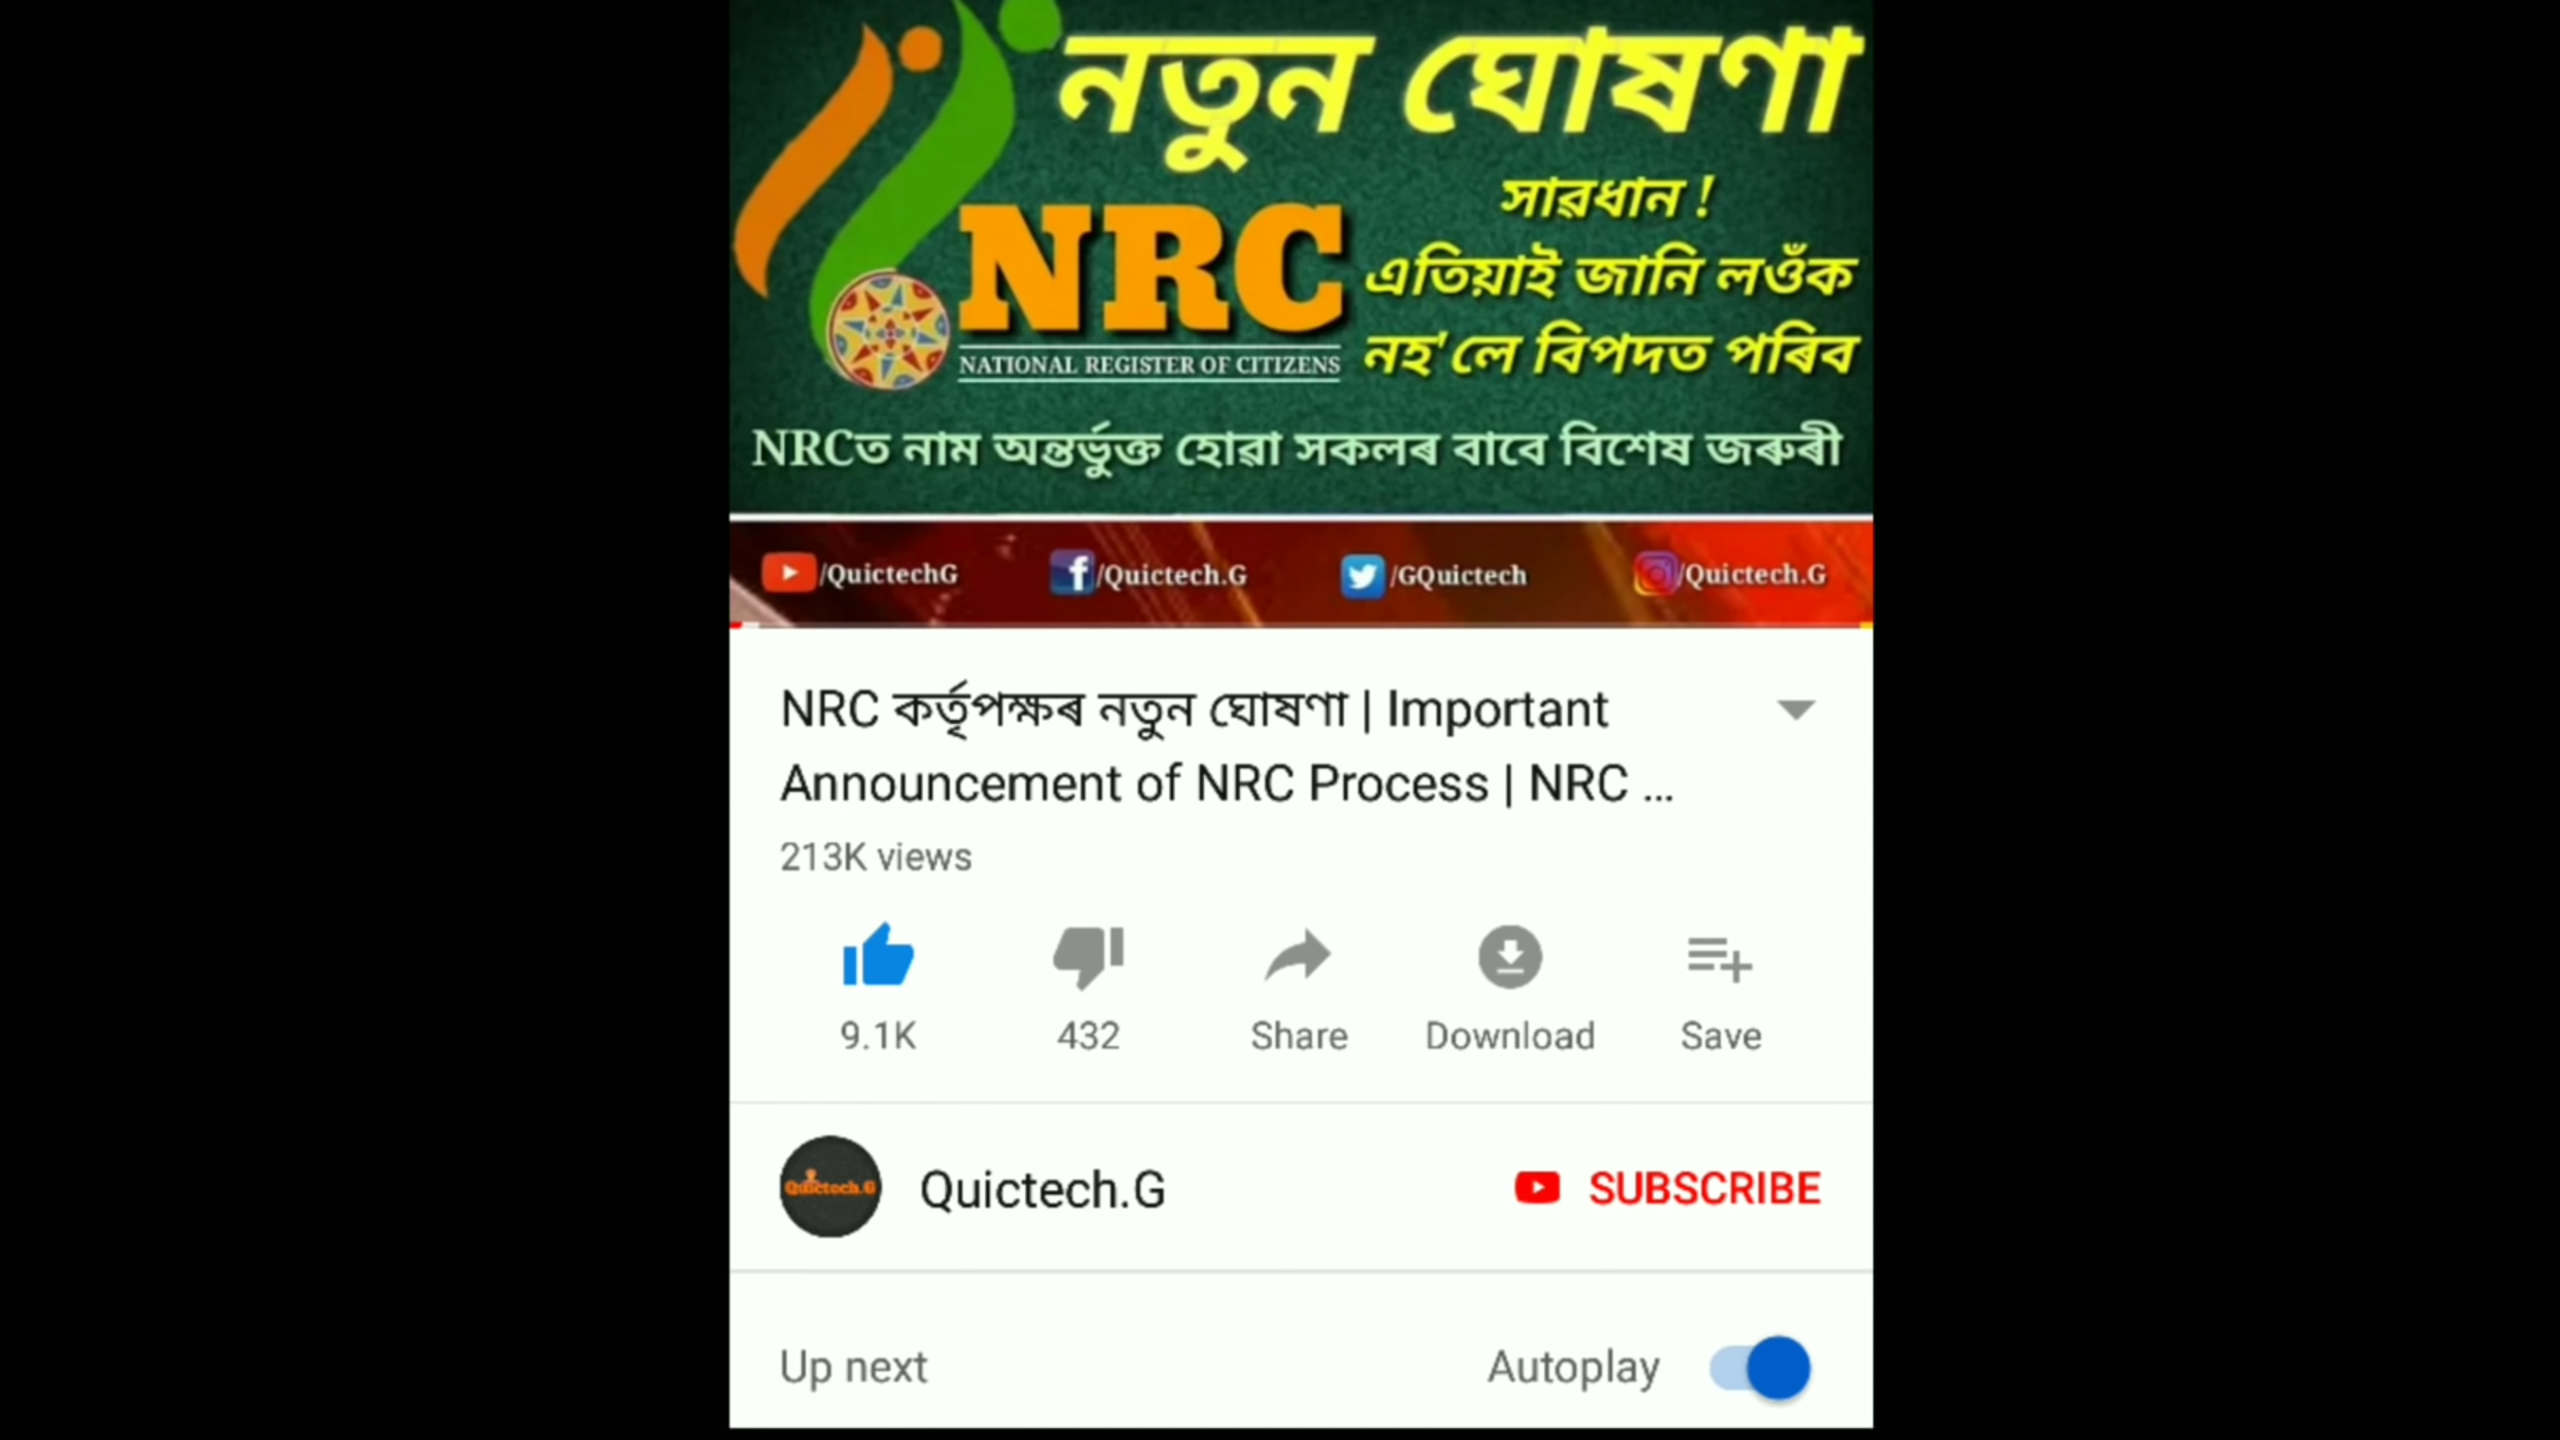 নতুন ঘোষণা
সাৱধান !
এতিয়াই জানি লওঁক
নহ'লে বিপদত পৰিব
NRC
NATIONAL REGISTER OF CITIZENS
NRCত নাম অন্তৰ্ভুক্ত হোৱা সকলৰ বাবে বিশেষ জৰুৰী
/QuictechG /Quictech.G /GQuictech /Quictech.G
NRC কৰ্তৃপক্ষৰ নতুন ঘোষণা | Important
Announcement of NRC Process | NRC ...
213K views
9.1K 432 Share Download Save
Quictech.G
Quictech.G SUBSCRIBE
Up next Autoplay